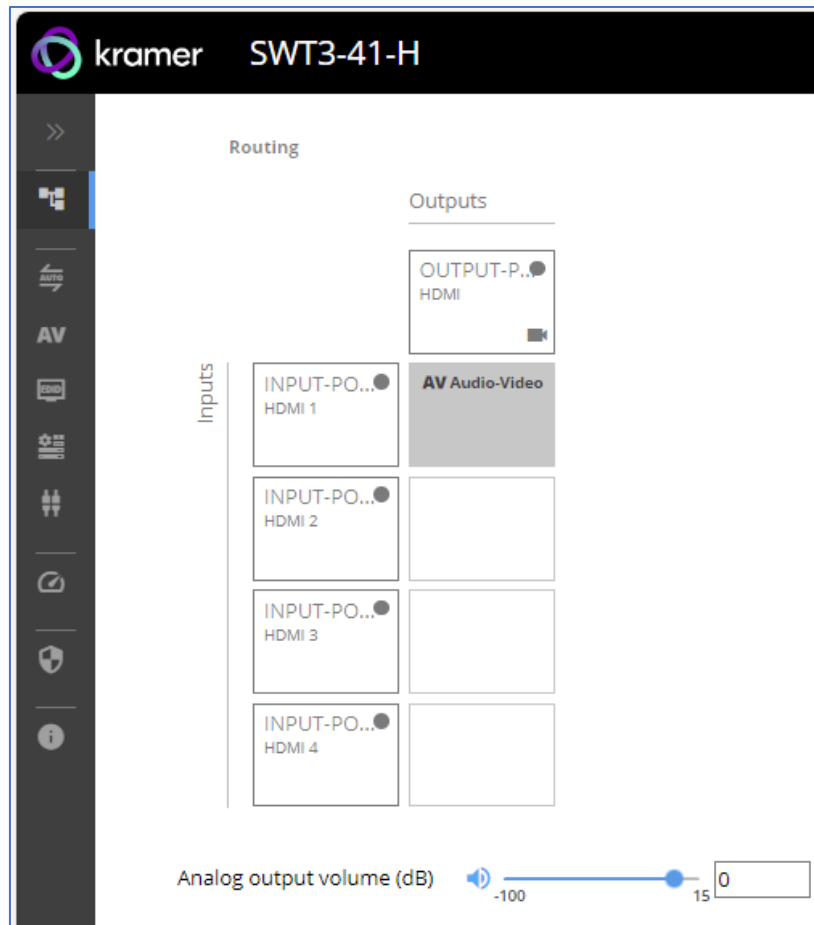 kramer SWT3-41-H
Routing
Outputs
OUTPUT-P...
HDMI
Inputs
INPUT-PO...
HDMI 1
AV Audio-Video
INPUT-PO...
HDMI 2
INPUT-PO...
HDMI 3
INPUT-PO...
HDMI 4
AUTO
AV
EDID
Analog output volume (dB)
-100
15
0